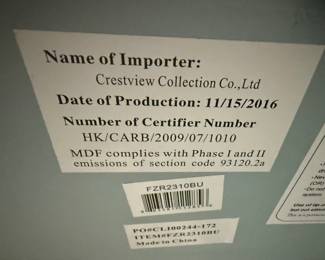 Name of Importer:
Crestview Collection Co.,Ltd
Date of Production: 11/15/2016
Number of Certifier Number
HK/CARB/2009/07/1010
MDF complies with Phase I and II
emissions of section code 93120.2a
FZR2310BU
PO#CL100244-172
ITEM#FZR2310BU
Made in China